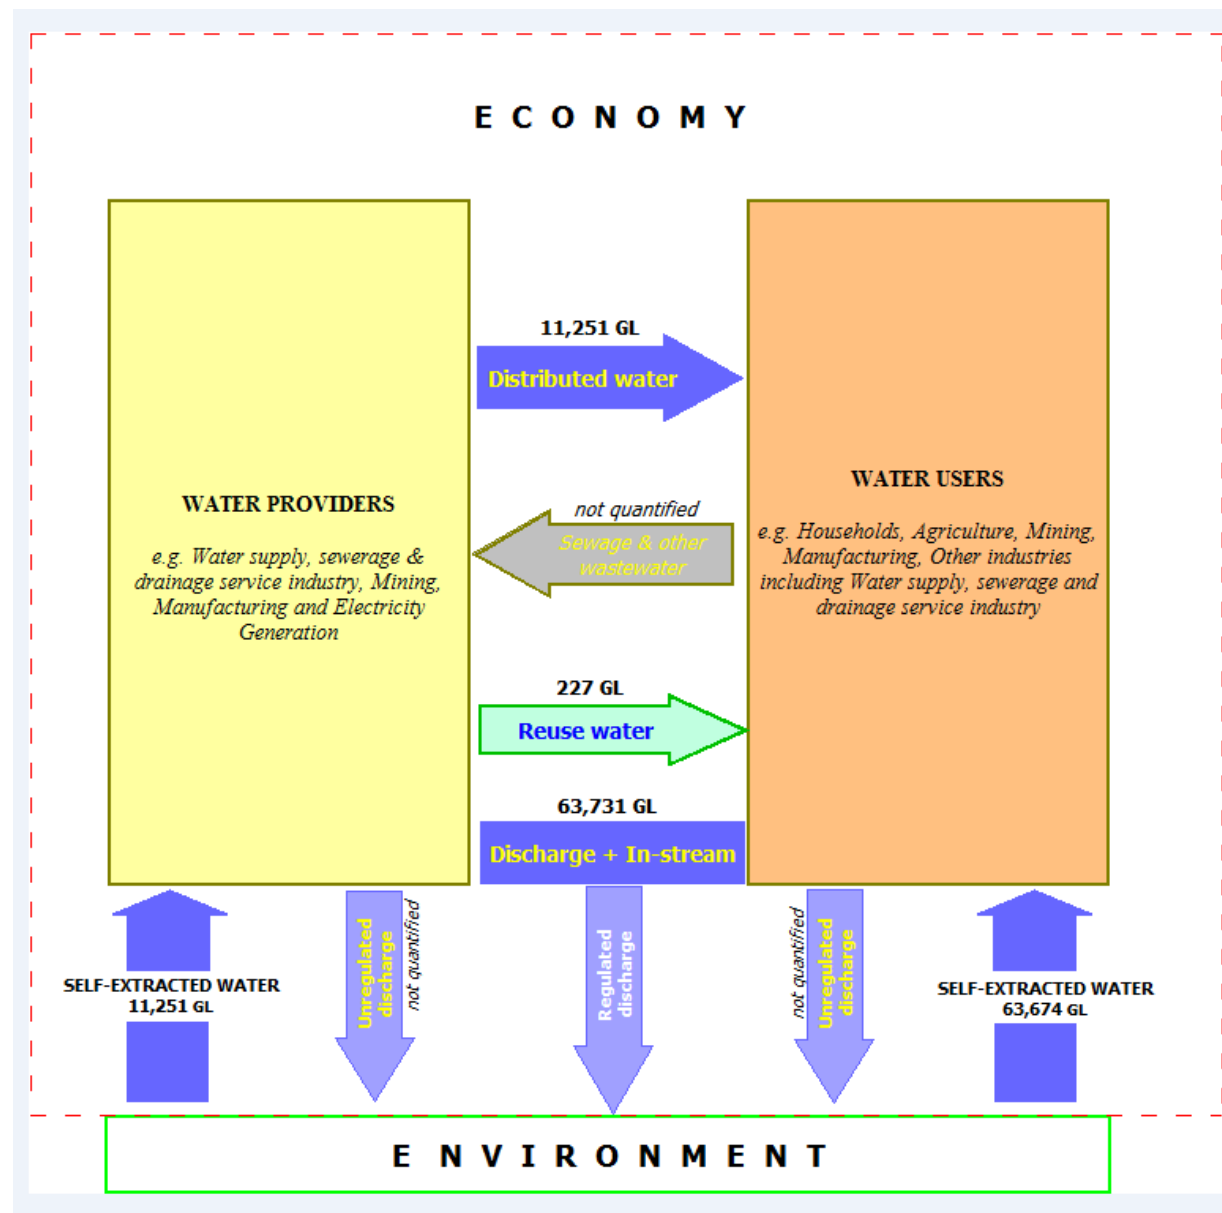 E C O N O M Y
11,251 GL
Distributed water
WATER PROVIDERS
e.g. Water supply, sewerage &
drainage service industry, Mining,
Manufacturing and Electricity
Generation
not quantified
Sewage & other
wastewater
WATER USERS
e.g. Households, Agriculture, Mining,
Manufacturing, Other industries
including Water supply, sewerage and
drainage service industry
227 GL
Reuse water
63,731 GL
Discharge + In-stream
SELF-EXTRACTED WATER
11,251 GL
Unregulated
discharge
not quantified
Regulated
discharge
not quantified
Unregulated
discharge
SELF-EXTRACTED WATER
63,674 GL
E N V I R O N M E N T